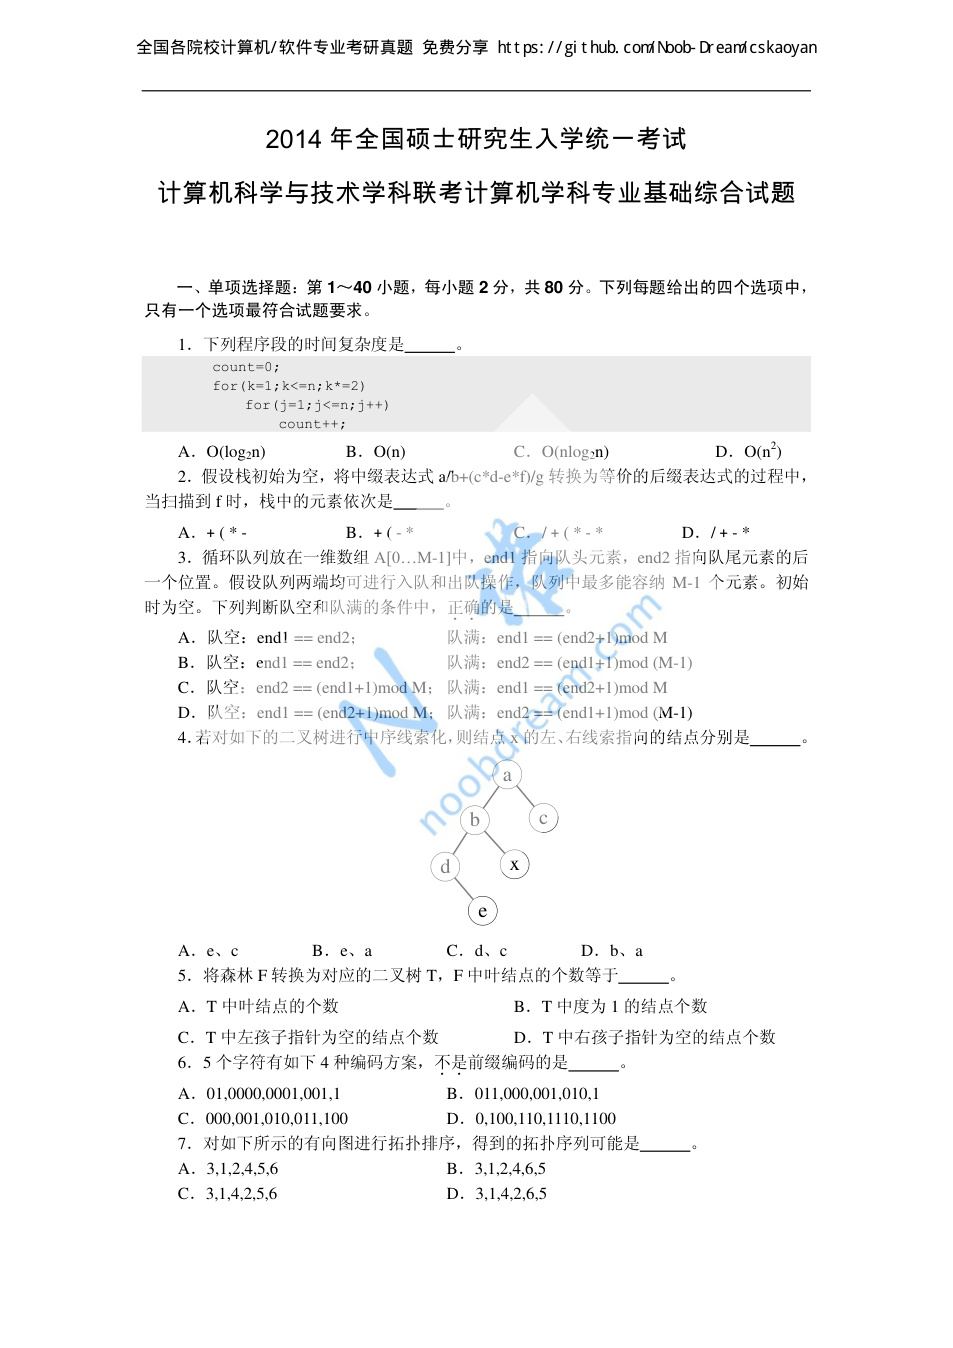 全国各院校计算机/软件专业考研真题 免费分享 https://github.com/Noob-Dream/cskaoyan
2014 年全国硕士研究生入学统一考试
计算机科学与技术学科联考计算机学科专业基础综合试题
一、单项选择题：第 1～40 小题，每小题 2 分，共 80 分。下列每题给出的四个选项中，
只有一个选项最符合试题要求。
1．下列程序段的时间复杂度是______。
count=0;
for(k=1;k<=n;k*=2)
for(j=1;j<=n;j++)
count++;
A．O(log₂n) B．O(n) C．O(nlog₂n) D．O(n²)
2．假设栈初始为空，将中缀表达式 a/b+(c*d-e*f)/g 转换为等价的后缀表达式的过程中，
当扫描到 f 时，栈中的元素依次是______。
A．+ ( * - B．+ ( - * C．/ + ( * - * D．/ + - *
3．循环队列放在一维数组 A[0…M-1]中，end1 指向队头元素，end2 指向队尾元素的后
一个位置。假设队列两端均可进行入队和出队操作，队列中最多能容纳 M-1 个元素。初始
时为空。下列判断队空和队满的条件中，正确的是______。
A．队空：end1 == end2； 队满：end1 == (end2+1)mod M
B．队空：end1 == end2； 队满：end2 == (end1+1)mod (M-1)
C．队空：end2 == (end1+1)mod M； 队满：end1 == (end2+1)mod M
D．队空：end1 == (end2+1)mod M； 队满：end2 == (end1+1)mod (M-1)
4．若对如下的二叉树进行中序线索化，则结点 x 的左、右线索指向的结点分别是______。
a
b c
d x
e
A．e、c B．e、a C．d、c D．b、a
5．将森林 F 转换为对应的二叉树 T，F 中叶结点的个数等于______。
A．T 中叶结点的个数 B．T 中度为 1 的结点个数
C．T 中左孩子指针为空的结点个数 D．T 中右孩子指针为空的结点个数
6．5 个字符有如下 4 种编码方案，不是前缀编码的是______。
A．01,0000,0001,001,1 B．011,000,001,010,1
C．000,001,010,011,100 D．0,100,110,1110,1100
7．对如下所示的有向图进行拓扑排序，得到的拓扑序列可能是______。
A．3,1,2,4,5,6 B．3,1,2,4,6,5
C．3,1,4,2,5,6 D．3,1,4,2,6,5
noobdream.com